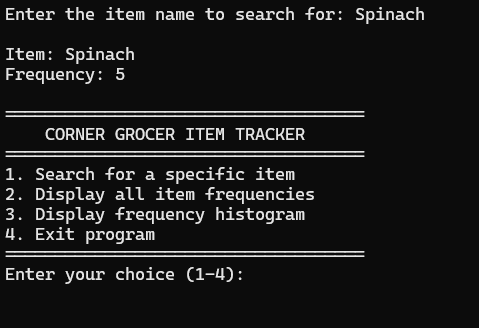 Enter the item name to search for: Spinach

Item: Spinach
Frequency: 5

====================================
    CORNER GROCER ITEM TRACKER
====================================
1. Search for a specific item
2. Display all item frequencies
3. Display frequency histogram
4. Exit program
====================================
Enter your choice (1-4):